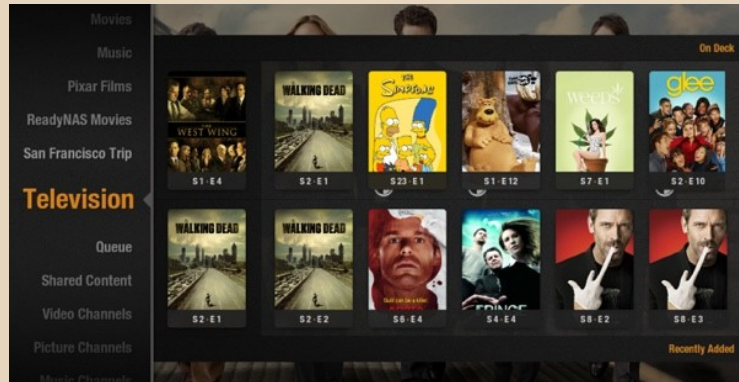 Movies
Music
Pixar Films
ReadyNAS Movies
San Francisco Trip
Television
Queue
Shared Content
Video Channels
Picture Channels
Music Channels
On Deck
THE WEST WING
WALKING DEAD
THE SIMPSONS
weeds
glee
S1·E4
S2·E1
S23·E1
S1·E12
S7·E1
S2·E10
WALKING DEAD
WALKING DEAD
FRINGE
S2·E1
S2·E2
S6·E4
S4·E4
S8·E2
S8·E3
Recently Added